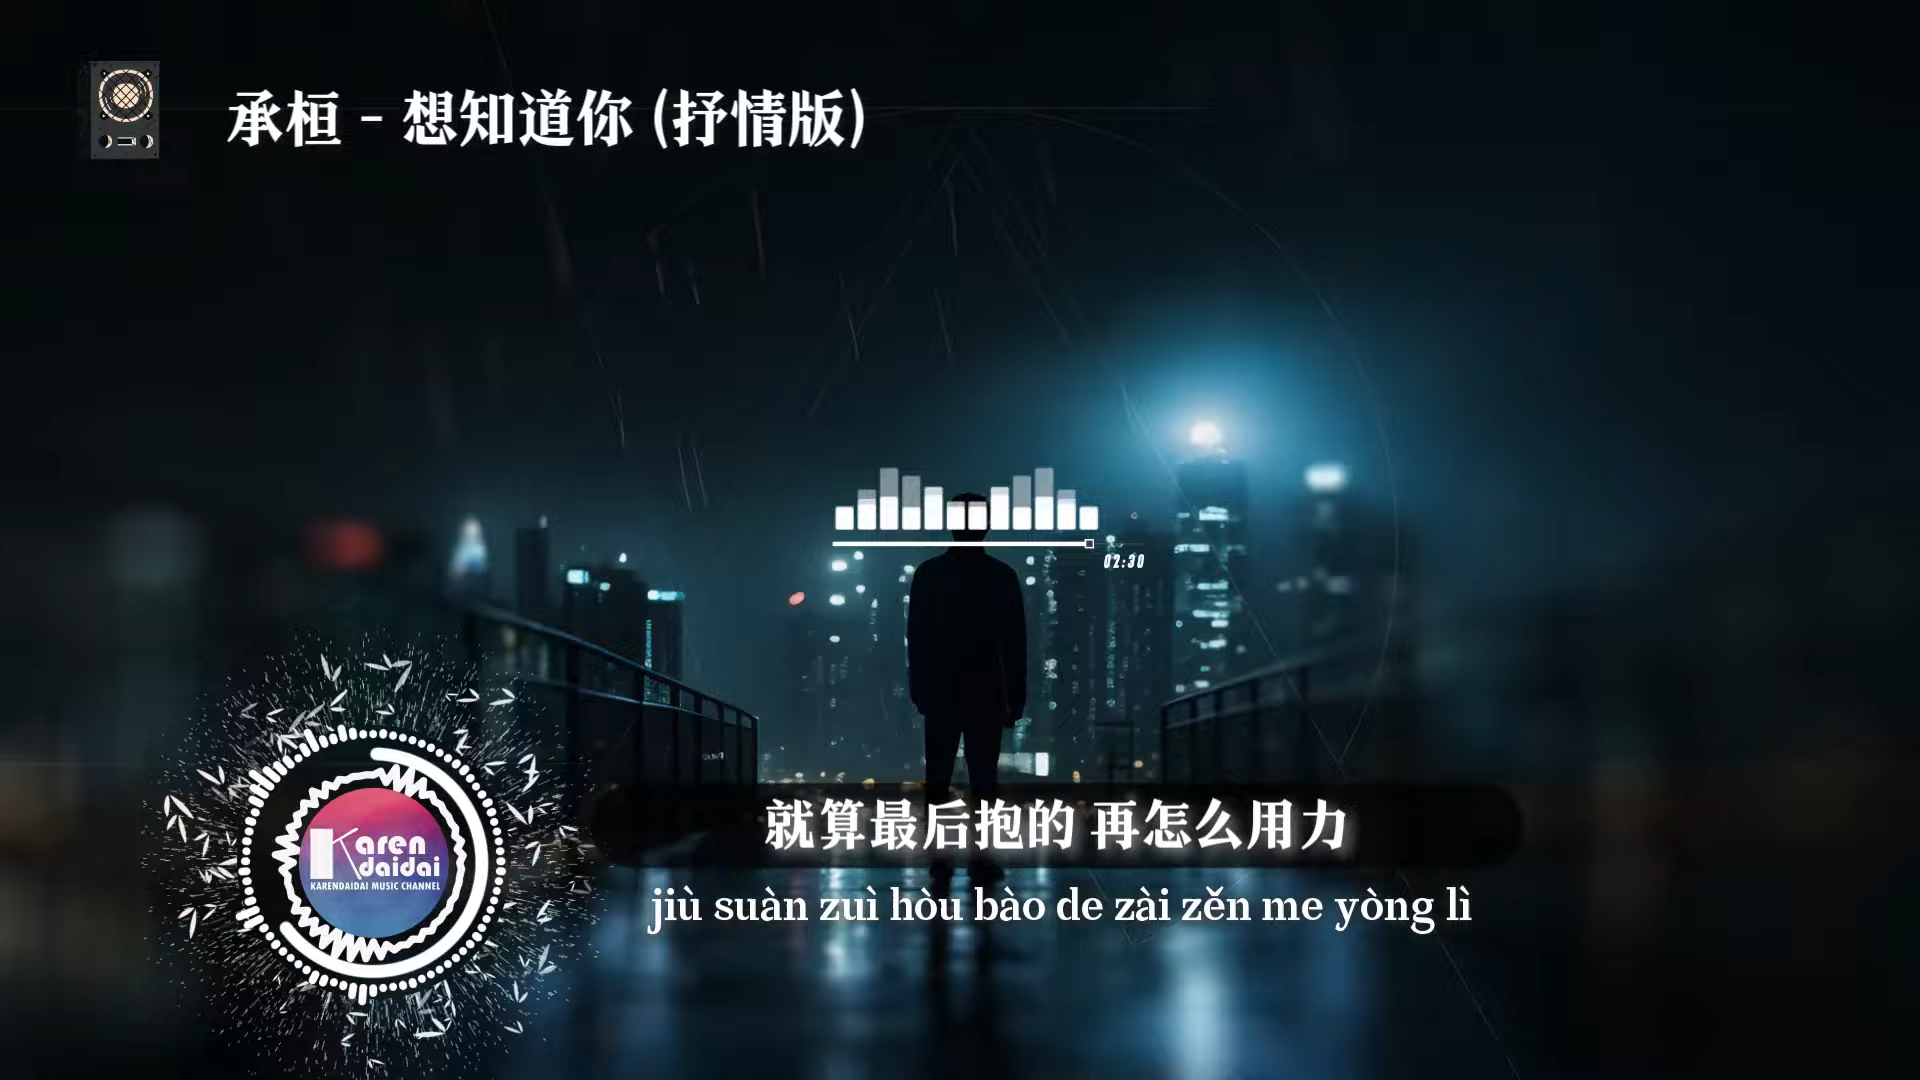 承桓 - 想知道你 (抒情版)
02:30
Karen
daidai
KARENDAIDAI MUSIC CHANNEL
就算最后抱的 再怎么用力
jiù suàn zuì hòu bào de zài zěn me yòng lì